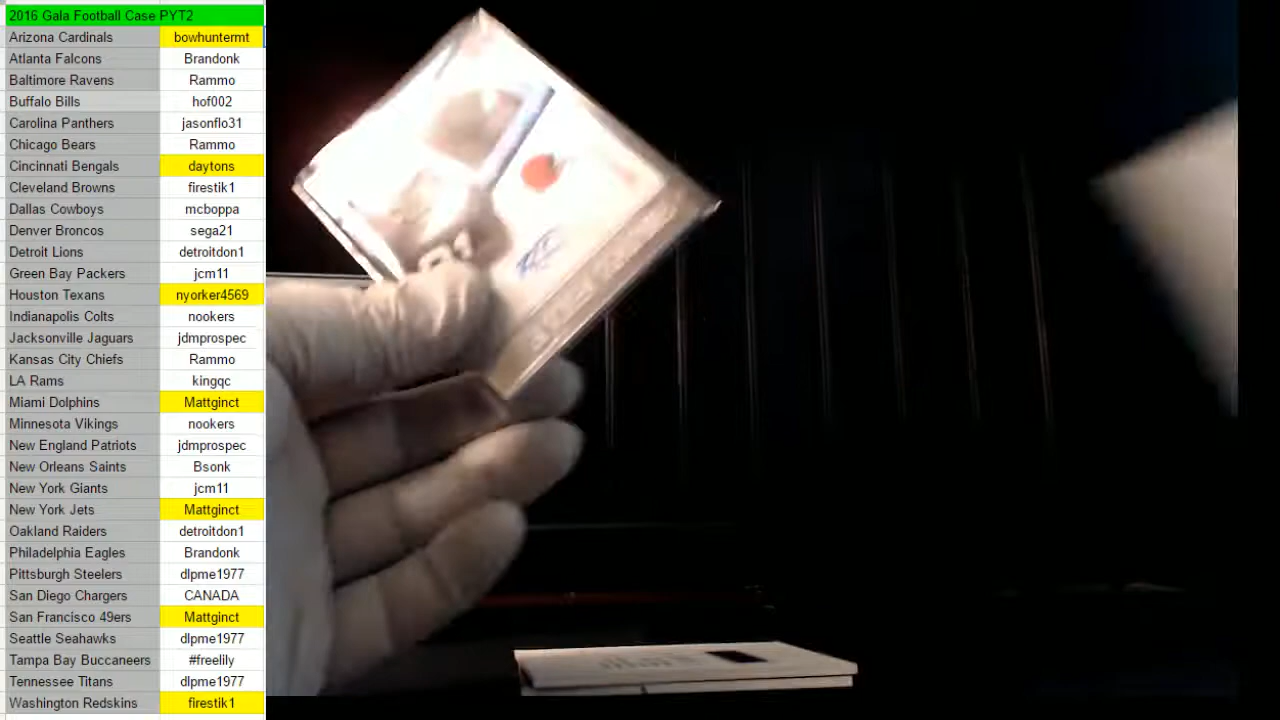 2016 Gala Football Case PYT2
Arizona Cardinals bowhuntermt
Atlanta Falcons Brandonk
Baltimore Ravens Rammo
Buffalo Bills hof002
Carolina Panthers jasonflo31
Chicago Bears Rammo
Cincinnati Bengals daytons
Cleveland Browns firestik1
Dallas Cowboys mcboppa
Denver Broncos sega21
Detroit Lions detroitdon1
Green Bay Packers jcm11
Houston Texans nyorker4569
Indianapolis Colts nookers
Jacksonville Jaguars jdmprospec
Kansas City Chiefs Rammo
LA Rams kingqc
Miami Dolphins Mattginct
Minnesota Vikings nookers
New England Patriots jdmprospec
New Orleans Saints Bsonk
New York Giants jcm11
New York Jets Mattginct
Oakland Raiders detroitdon1
Philadelphia Eagles Brandonk
Pittsburgh Steelers dlpme1977
San Diego Chargers CANADA
San Francisco 49ers Mattginct
Seattle Seahawks dlpme1977
Tampa Bay Buccaneers #freelily
Tennessee Titans dlpme1977
Washington Redskins firestik1